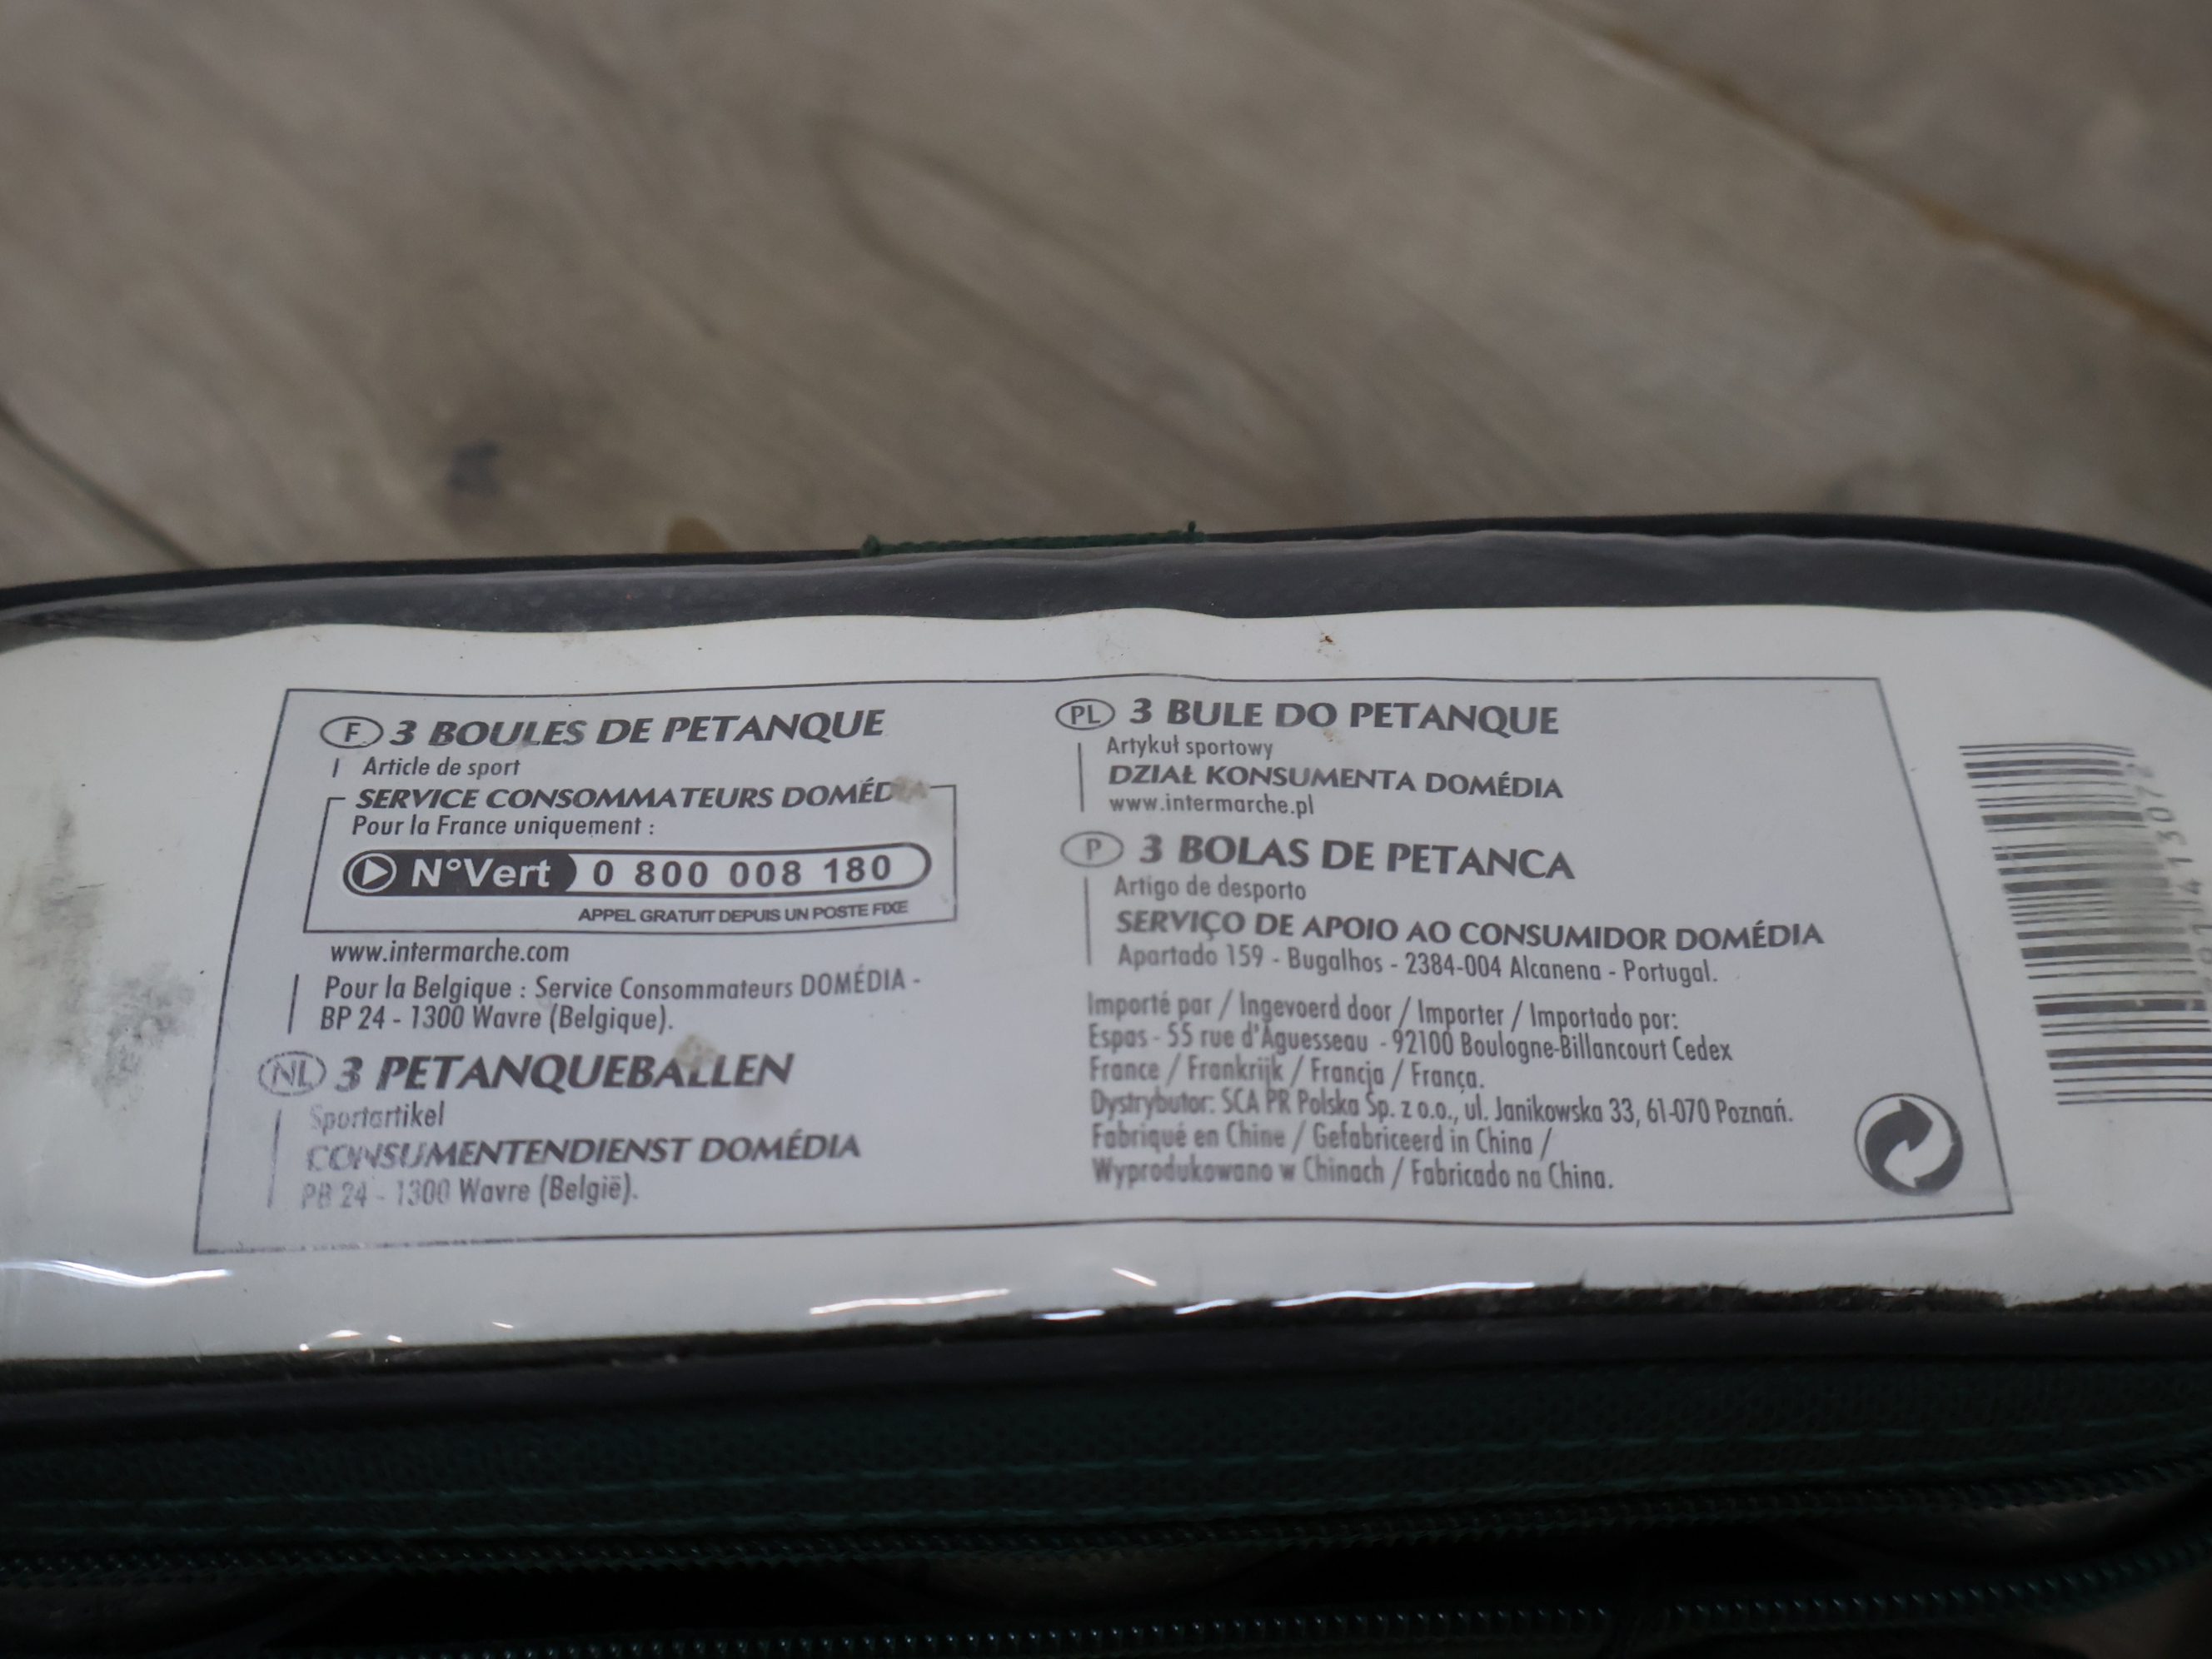 F 3 BOULES DE PETANQUE
Article de sport
SERVICE CONSOMMATEURS DOMÉDIA
Pour la France uniquement :
N°Vert 0 800 008 180
APPEL GRATUIT DEPUIS UN POSTE FIXE
www.intermarche.com
Pour la Belgique : Service Consommateurs DOMÉDIA -
BP 24 - 1300 Wavre (Belgique).
NL 3 PETANQUEBALLEN
Sportartikel
CONSUMENTENDIENST DOMÉDIA
PB 24 - 1300 Wavre (België).
PL 3 BULE DO PETANQUE
Artykuł sportowy
DZIAŁ KONSUMENTA DOMÉDIA
www.intermarche.pl
P 3 BOLAS DE PETANCA
Artigo de desporto
SERVIÇO DE APOIO AO CONSUMIDOR DOMÉDIA
Apartado 159 - Bugalhos - 2384-004 Alcanena - Portugal.
Importé par / Ingevoerd door / Importer / Importado por:
Espas - 55 rue d'Aguesseau - 92100 Boulogne-Billancourt Cedex
France / Frankrijk / Francja / França.
Dystrybutor: SCA PR Polska Sp. z o.o., ul. Janikowska 33, 61-070 Poznań.
Fabriqué en Chine / Gefabriceerd in China /
Wyprodukowano w Chinach / Fabricado na China.